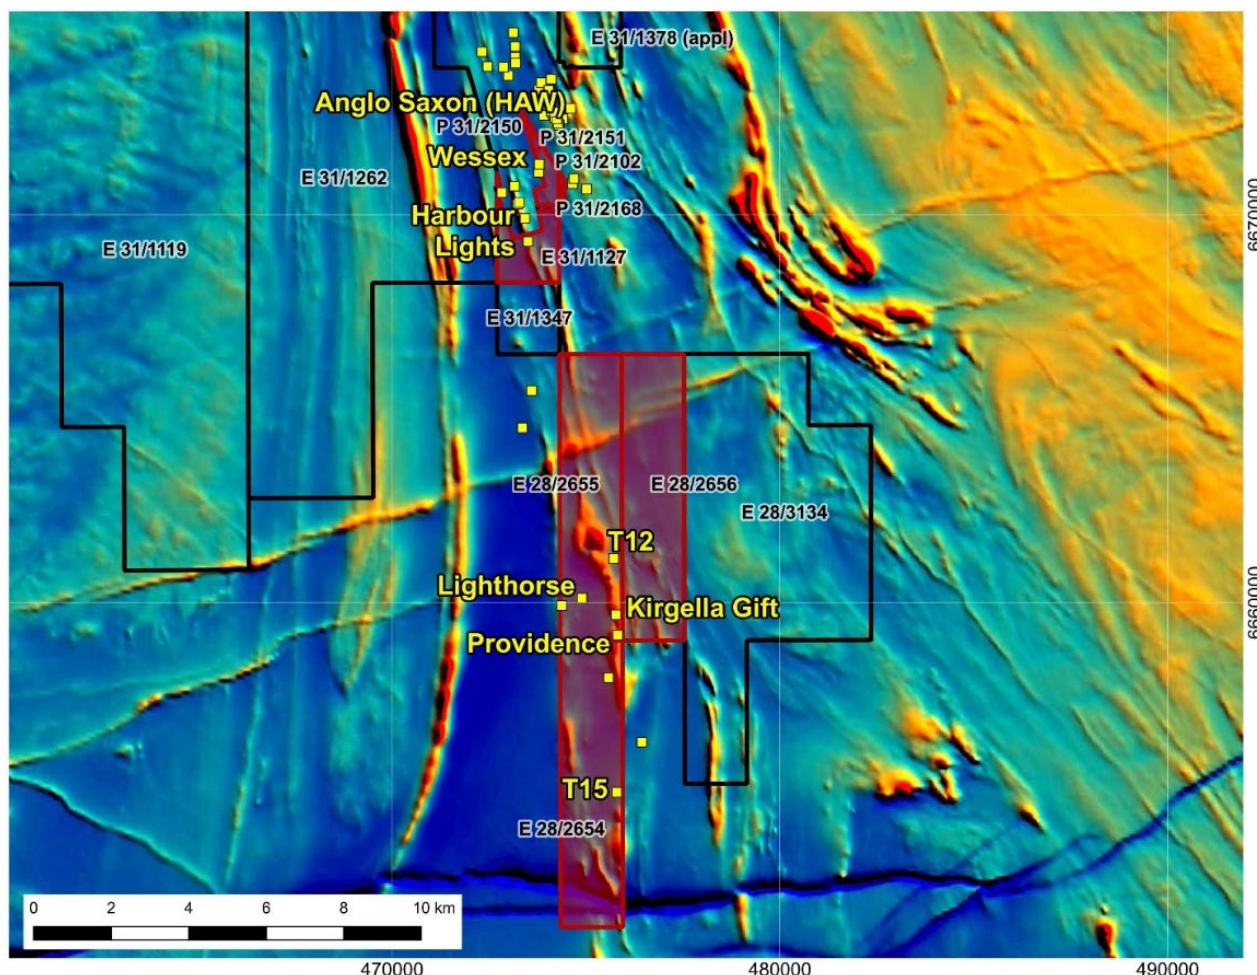 E 31/1378 (appl)
Anglo Saxon (HAW)
P 31/2150
P 31/2151
Wessex
P 31/2102
E 31/1262
P 31/2168
Harbour
Lights
E 31/1119
E 31/1127
E 31/1347
E 28/2655
E 28/2656
E 28/3134
T12
Lighthorse
Kirgella Gift
Providence
T15
E 28/2654
0 2 4 6 8 10 km
470000
480000
490000
6670000
6660000